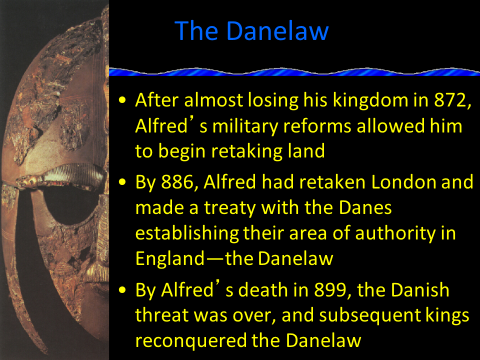 The Danelaw
• After almost losing his kingdom in 872,
Alfred’s military reforms allowed him
to begin retaking land
• By 886, Alfred had retaken London and
made a treaty with the Danes
establishing their area of authority in
England—the Danelaw
• By Alfred’s death in 899, the Danish
threat was over, and subsequent kings
reconquered the Danelaw